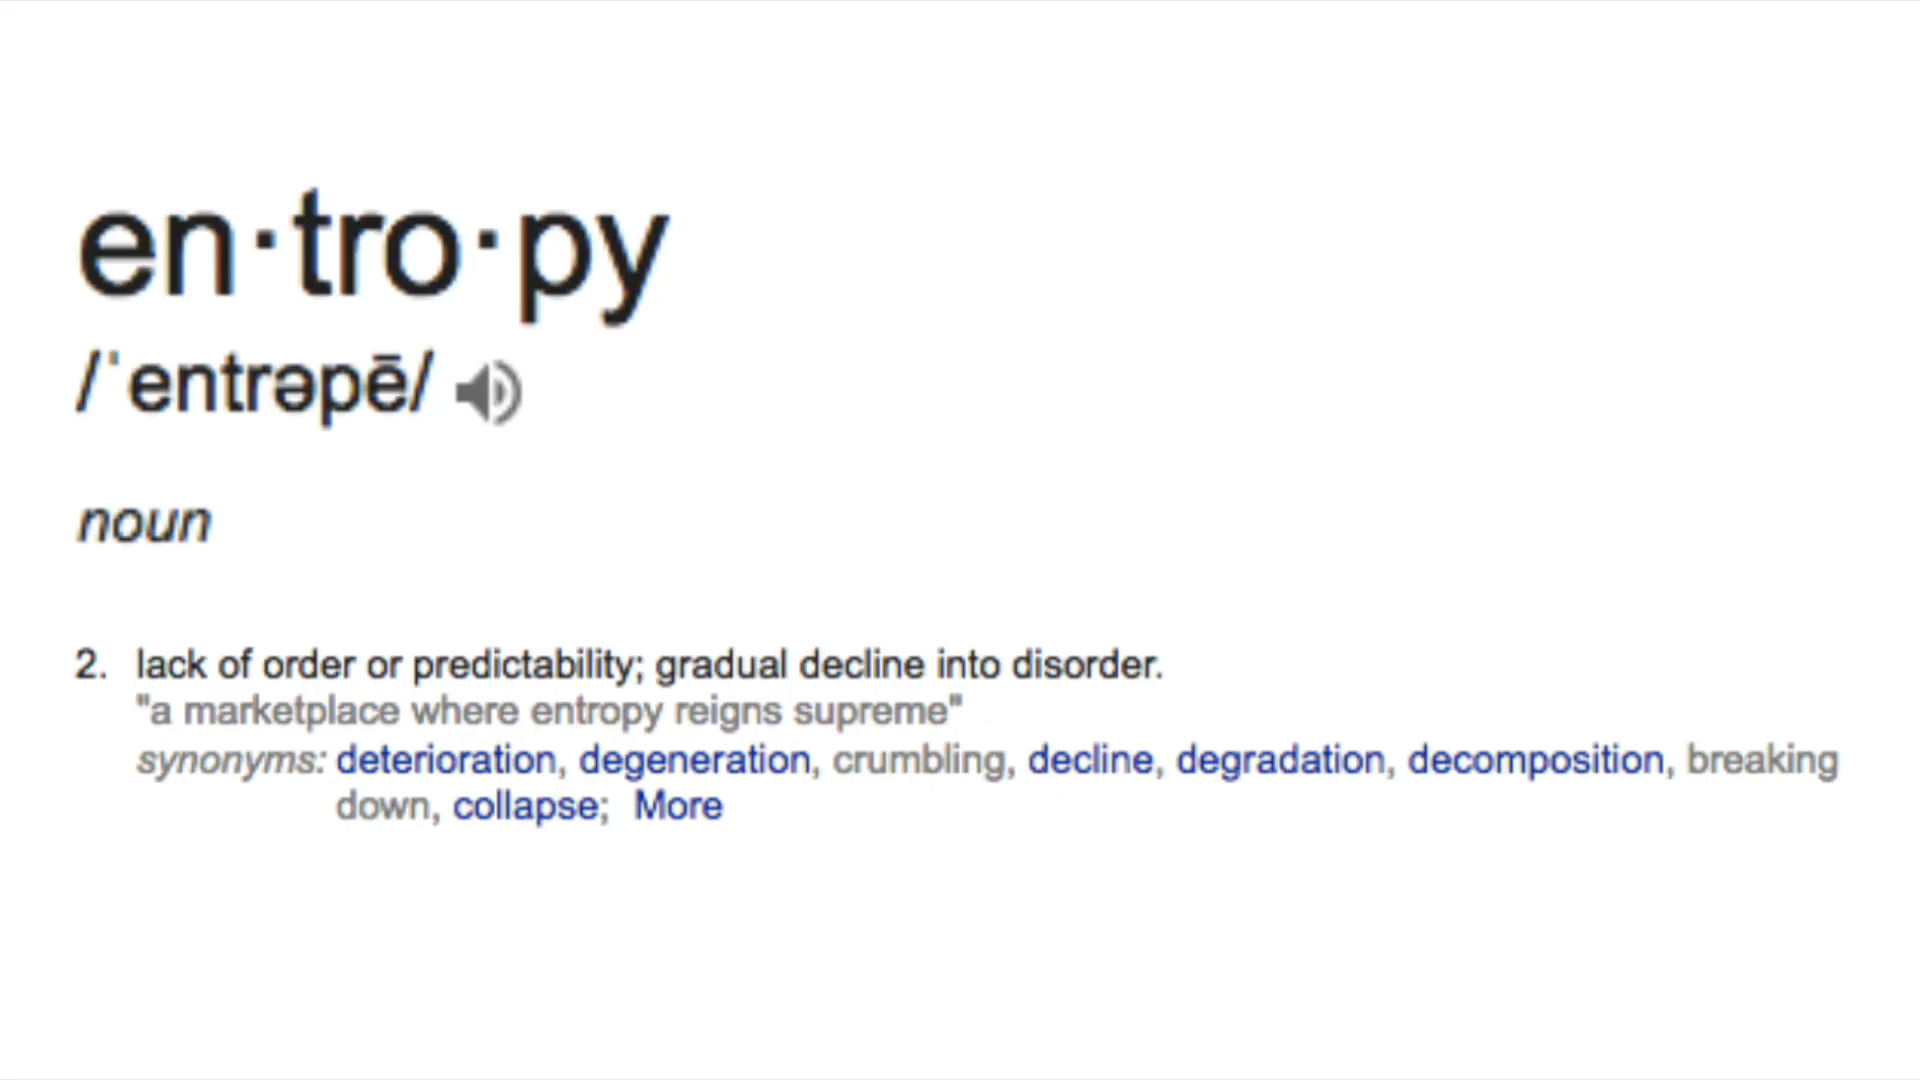 en·tro·py
/ˈentrəpē/
noun
2. lack of order or predictability; gradual decline into disorder.
"a marketplace where entropy reigns supreme"
synonyms: deterioration, degeneration, crumbling, decline, degradation, decomposition, breaking
down, collapse; More